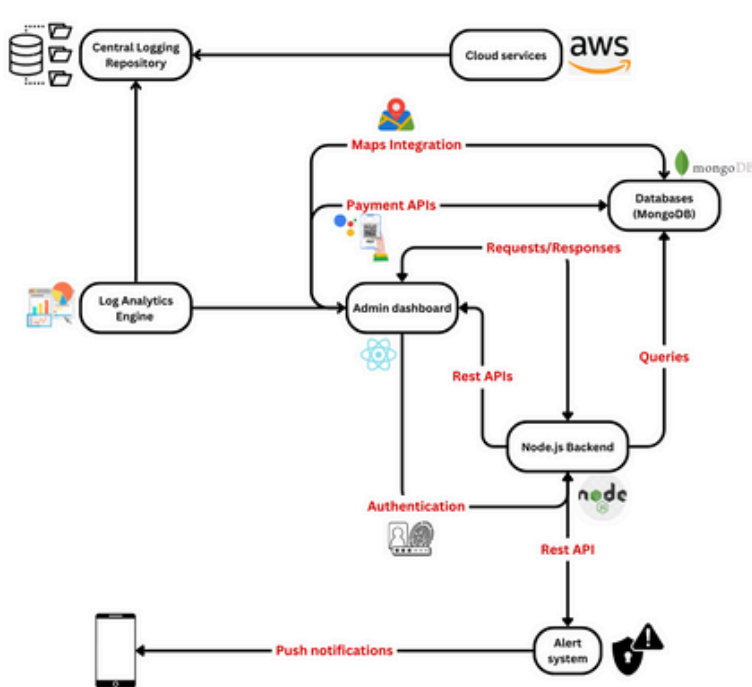 Central Logging
Repository
Cloud services
aws
Maps Integration
mongoDB
Databases
(MongoDB)
Payment APIs
Requests/Responses
Log Analytics
Engine
Admin dashboard
Rest APIs
Queries
Node.js Backend
node
JS
Authentication
Rest API
Push notifications
Alert
system